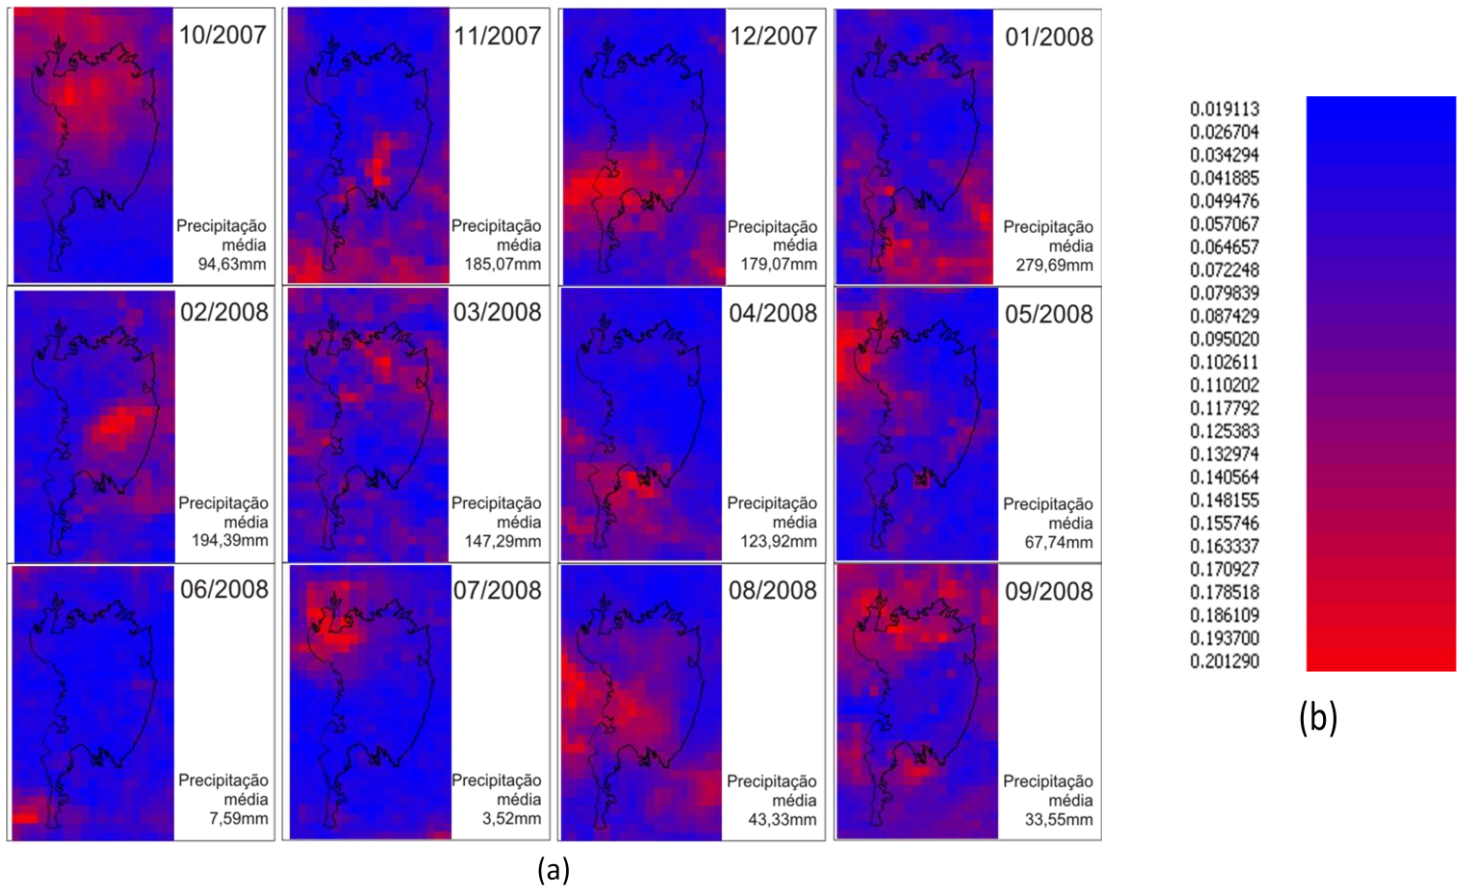 10/2007
Precipitação
média
94,63mm
11/2007
Precipitação
média
185,07mm
12/2007
Precipitação
média
179,07mm
01/2008
Precipitação
média
279,69mm
02/2008
Precipitação
média
194,39mm
03/2008
Precipitação
média
147,29mm
04/2008
Precipitação
média
123,92mm
05/2008
Precipitação
média
67,74mm
06/2008
Precipitação
média
7,59mm
07/2008
Precipitação
média
3,52mm
08/2008
Precipitação
média
43,33mm
09/2008
Precipitação
média
33,55mm
(a)
0.019113
0.026704
0.034294
0.041885
0.049476
0.057067
0.064657
0.072248
0.079839
0.087429
0.095020
0.102611
0.110202
0.117792
0.125383
0.132974
0.140564
0.148155
0.155746
0.163337
0.170927
0.178518
0.186109
0.193700
0.201290
(b)